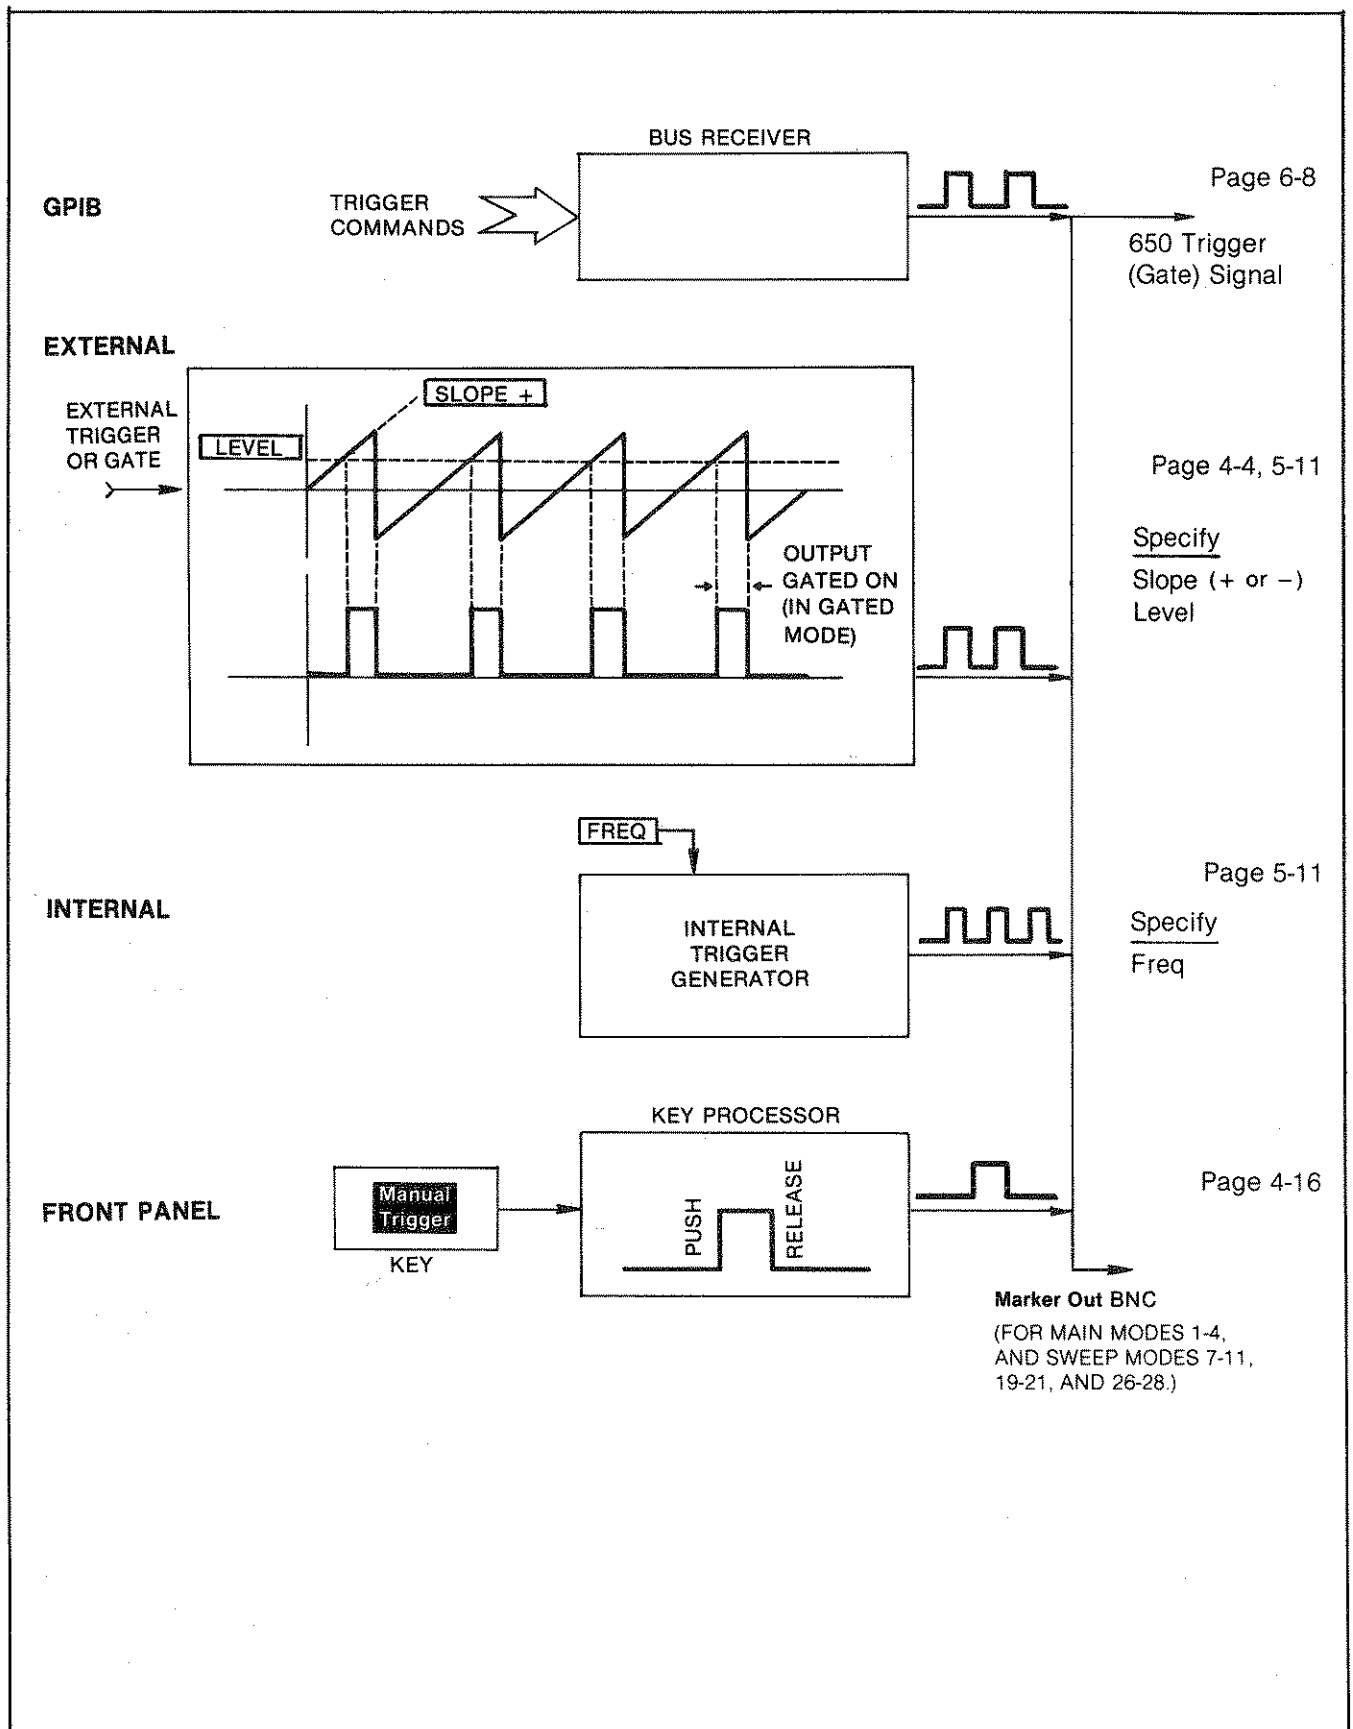 BUS RECEIVER
GPIB
TRIGGER
COMMANDS
Page 6-8
650 Trigger
(Gate) Signal
EXTERNAL
EXTERNAL
TRIGGER
OR GATE
SLOPE +
LEVEL
OUTPUT
GATED ON
(IN GATED
MODE)
Page 4-4, 5-11
Specify
Slope (+ or −)
Level
FREQ
INTERNAL
INTERNAL
TRIGGER
GENERATOR
Page 5-11
Specify
Freq
KEY PROCESSOR
FRONT PANEL
Manual
Trigger
KEY
PUSH
RELEASE
Page 4-16
Marker Out BNC
(FOR MAIN MODES 1-4,
AND SWEEP MODES 7-11,
19-21, AND 26-28.)